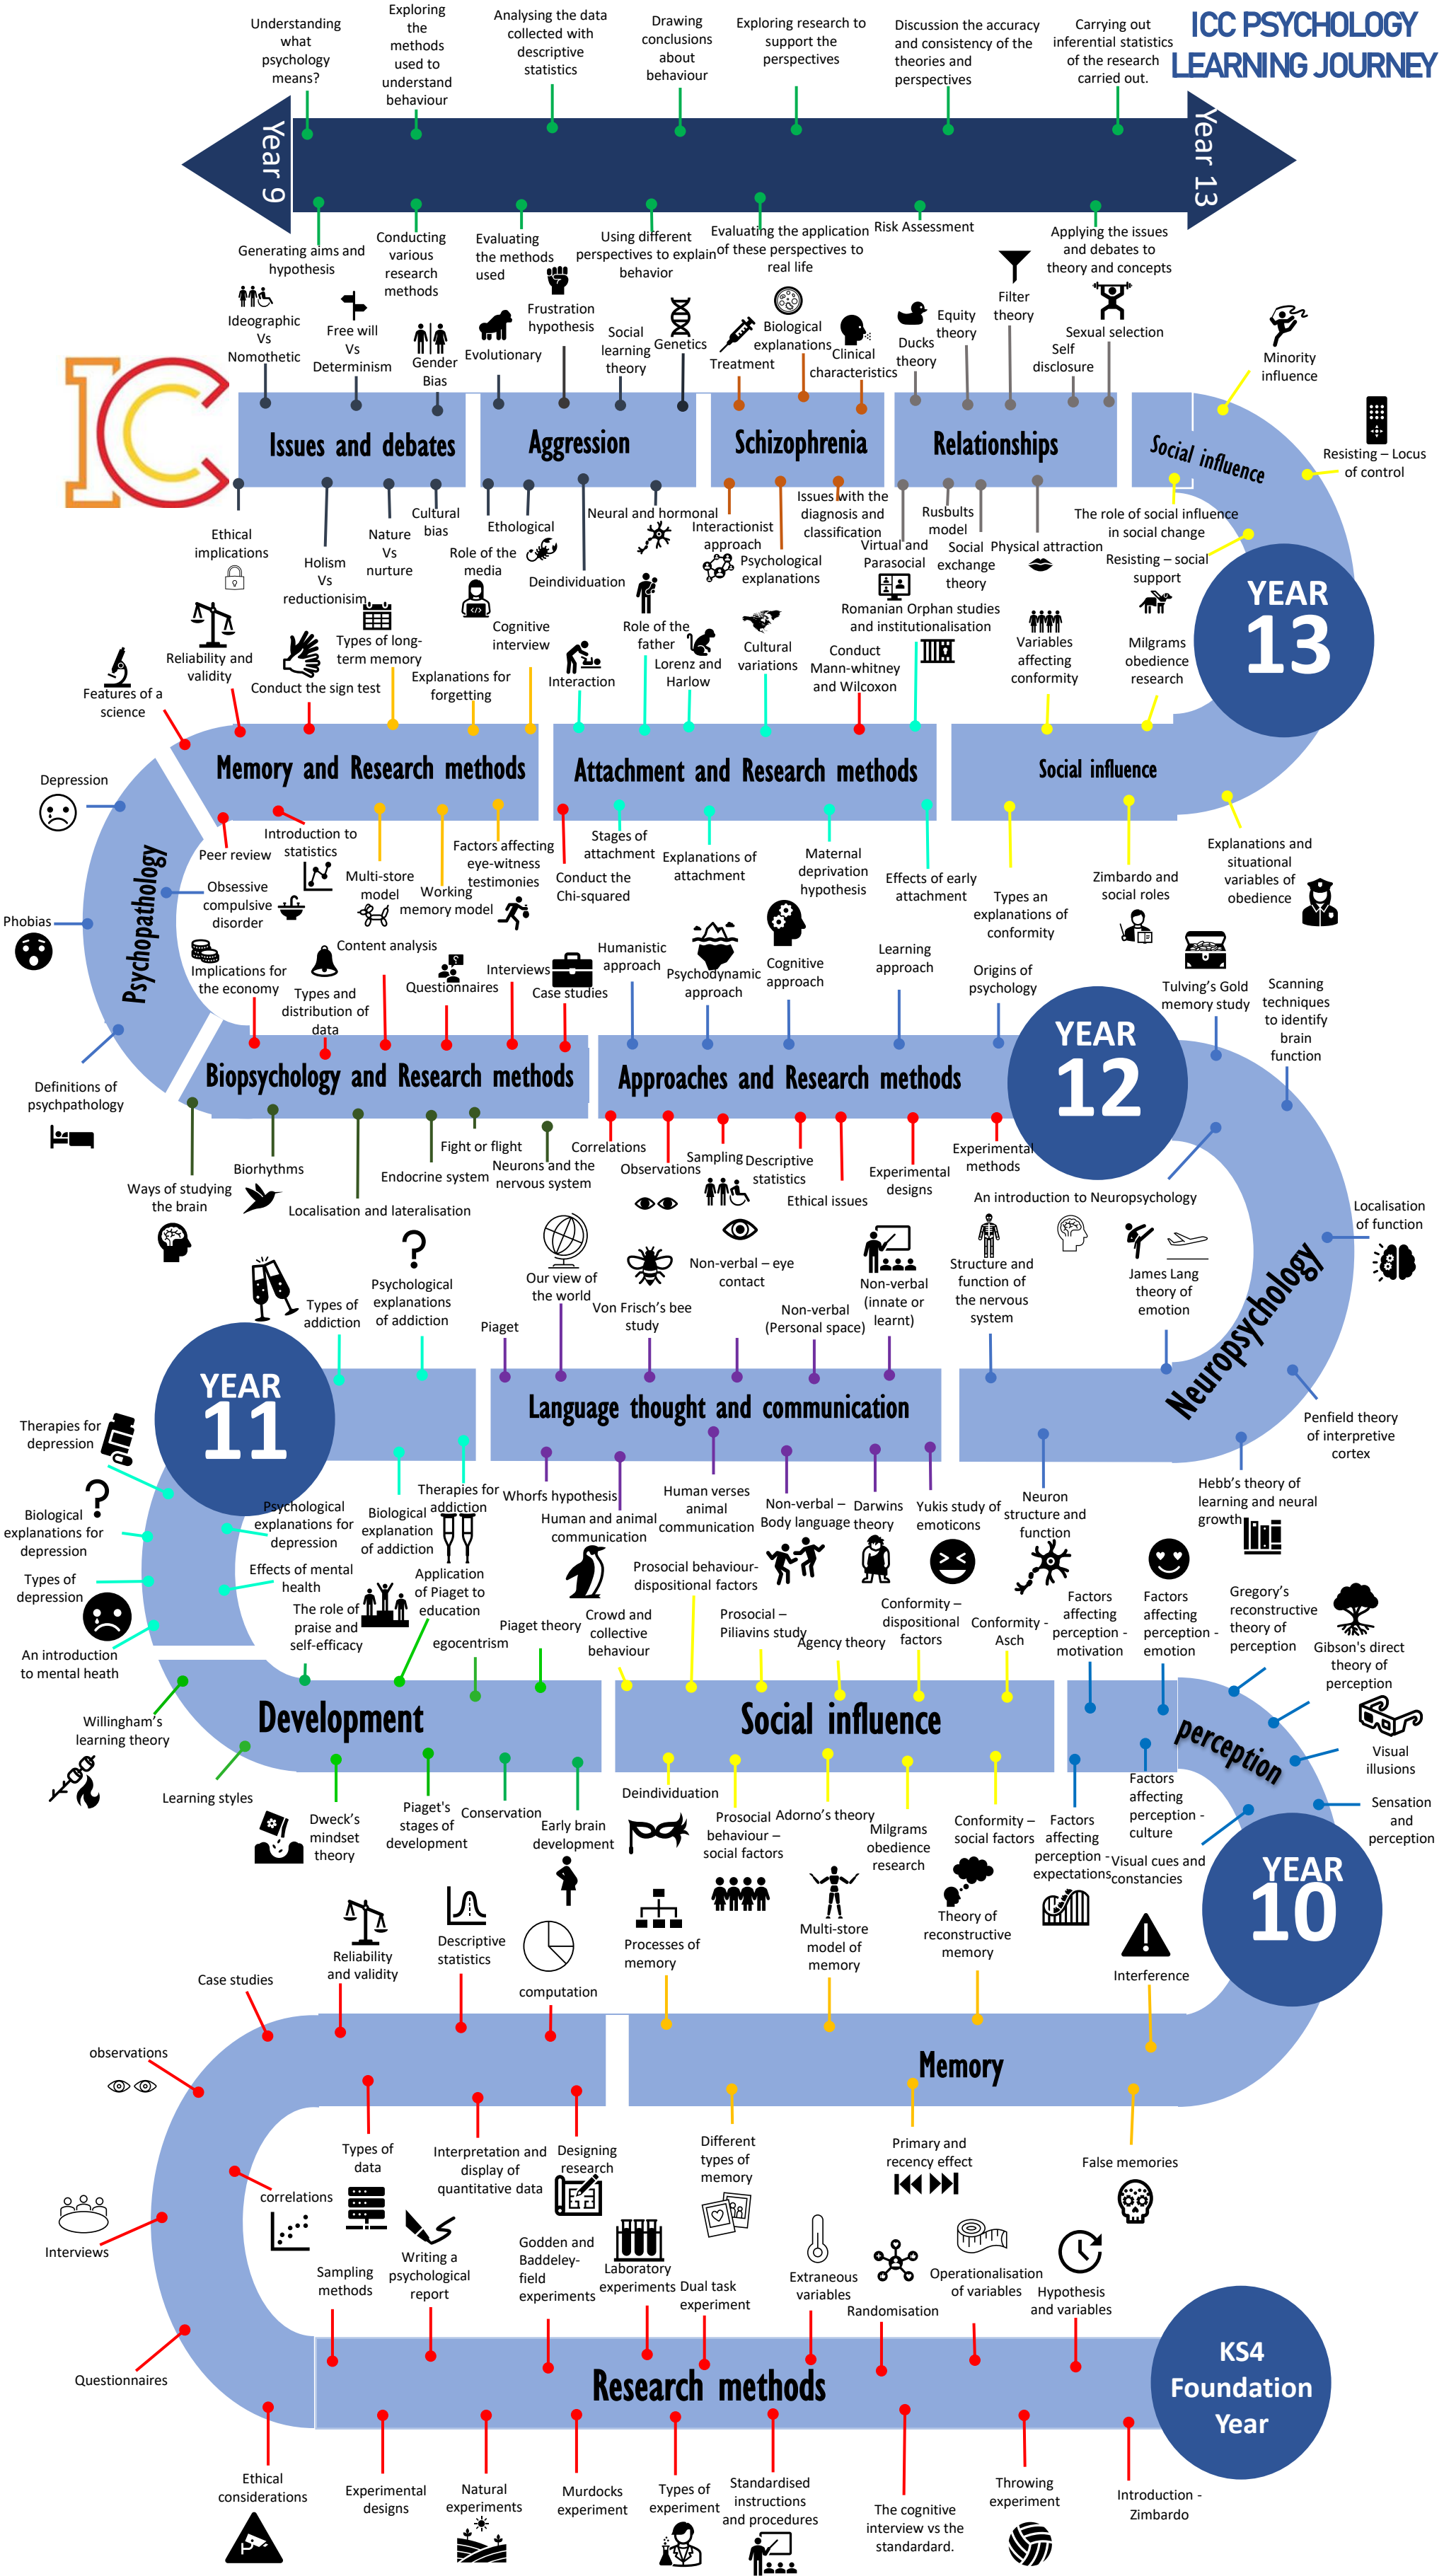 ICC PSYCHOLOGY
LEARNING JOURNEY
Understanding
what
psychology
means?
Exploring
the
methods
used to
understand
behaviour
Analysing the data
collected with
descriptive
statistics
Drawing
conclusions
about
behaviour
Exploring research to
support the
perspectives
Discussion the accuracy
and consistency of the
theories and
perspectives
Carrying out
inferential statistics
of the research
carried out.
Year 9
Year 13
Generating aims and
hypothesis
Conducting
various
research
methods
Evaluating
the methods
used
Using different
perspectives to explain
behavior
Evaluating the application
of these perspectives to
real life
Risk Assessment
Applying the issues
and debates to
theory and concepts
Ideographic
Vs
Nomothetic
Free will
Vs
Determinism
Gender
Bias
Evolutionary
Frustration
hypothesis
Social
learning
theory
Genetics
Treatment
Biological
explanations
Clinical
characteristics
Ducks
theory
Equity
theory
Filter
theory
Self
disclosure
Sexual selection
Minority
influence
IC
Issues and debates
Aggression
Schizophrenia
Relationships
Social influence
Resisting – Locus
of control
Ethical
implications
Holism
Vs
reductionism
Nature
Vs
nurture
Cultural
bias
Role of the
media
Ethological
Deindividuation
Neural and hormonal
Interactionist
approach
Psychological
explanations
Issues with the
diagnosis and
classification
Virtual and
Parasocial
Rusbults
model
Social
exchange
theory
Physical attraction
The role of social influence
in social change
Resisting – social
support
YEAR
13
Features of a
science
Reliability and
validity
Conduct the sign test
Types of long-
term memory
Explanations for
forgetting
Cognitive
interview
Interaction
Role of the
father
Lorenz and
Harlow
Cultural
variations
Conduct
Mann-whitney
and Wilcoxon
Romanian Orphan studies
and institutionalisation
Variables
affecting
conformity
Milgrams
obedience
research
Memory and Research methods
Attachment and Research methods
Social influence
Depression
Phobias
Psychopathology
Obsessive
compulsive
disorder
Definitions of
psychpathology
Peer review
Introduction to
statistics
Multi-store
model
Working
memory model
Factors affecting
eye-witness
testimonies
Conduct the
Chi-squared
Stages of
attachment
Explanations of
attachment
Maternal
deprivation
hypothesis
Effects of early
attachment
Types an
explanations of
conformity
Zimbardo and
social roles
Explanations and
situational
variables of
obedience
Implications for
the economy
Types and
distribution of
data
Content analysis
Questionnaires
Interviews
Case studies
Humanistic
approach
Psychodynamic
approach
Cognitive
approach
Learning
approach
Origins of
psychology
YEAR
12
Tulving's Gold
memory study
Scanning
techniques
to identify
brain
function
Biopsychology and Research methods
Approaches and Research methods
Ways of studying
the brain
Biorhythms
Localisation and lateralisation
Endocrine system
Fight or flight
Neurons and the
nervous system
Correlations
Observations
Sampling
Descriptive
statistics
Ethical issues
Experimental
designs
Experimental
methods
An introduction to Neuropsychology
Localisation
of function
Neuropsychology
Types of
addiction
Psychological
explanations
of addiction
Piaget
Our view of
the world
Von Frisch's bee
study
Non-verbal – eye
contact
Non-verbal
(Personal space)
Non-verbal
(innate or
learnt)
Structure and
function of
the nervous
system
James Lang
theory of
emotion
YEAR
11
Language thought and communication
Penfield theory
of interpretive
cortex
Hebb's theory of
learning and neural
growth
Therapies for
depression
Biological
explanations for
depression
Types of
depression
An introduction
to mental heath
Psychological
explanations for
depression
Effects of mental
health
Biological
explanation
of addiction
Therapies for
addiction
Whorfs hypothesis
Human and animal
communication
Human verses
animal
communication
Non-verbal –
Body language
Darwins
theory
Yukis study of
emoticons
Neuron
structure and
function
The role of
praise and
self-efficacy
Application
of Piaget to
education
egocentrism
Piaget theory
Crowd and
collective
behaviour
Prosocial behaviour-
dispositional factors
Prosocial –
Piliavins study
Agency theory
Conformity –
dispositional
factors
Conformity -
Asch
Factors
affecting
perception -
motivation
Factors
affecting
perception -
emotion
Gregory's
reconstructive
theory of
perception
Gibson's direct
theory of
perception
Visual
illusions
Sensation
and
perception
Development
Social influence
perception
Willingham's
learning theory
Learning styles
Dweck's
mindset
theory
Piaget's
stages of
development
Conservation
Early brain
development
Deindividuation
Prosocial
behaviour –
social factors
Adorno's theory
Milgrams
obedience
research
Conformity –
social factors
Factors
affecting
perception -
expectations
Factors
affecting
perception -
culture
Visual cues and
constancies
YEAR
10
Case studies
Reliability
and validity
Descriptive
statistics
computation
Processes of
memory
Multi-store
model of
memory
Theory of
reconstructive
memory
Interference
Memory
observations
Interviews
Questionnaires
correlations
Types of
data
Interpretation and
display of
quantitative data
Designing
research
Different
types of
memory
Primary and
recency effect
False memories
Sampling
methods
Writing a
psychological
report
Godden and
Baddeley-
field
experiments
Laboratory
experiments
Dual task
experiment
Extraneous
variables
Randomisation
Operationalisation
of variables
Hypothesis
and variables
Research methods
KS4
Foundation
Year
Ethical
considerations
Experimental
designs
Natural
experiments
Murdocks
experiment
Types of
experiment
Standardised
instructions
and procedures
The cognitive
interview vs the
standardard.
Throwing
experiment
Introduction -
Zimbardo